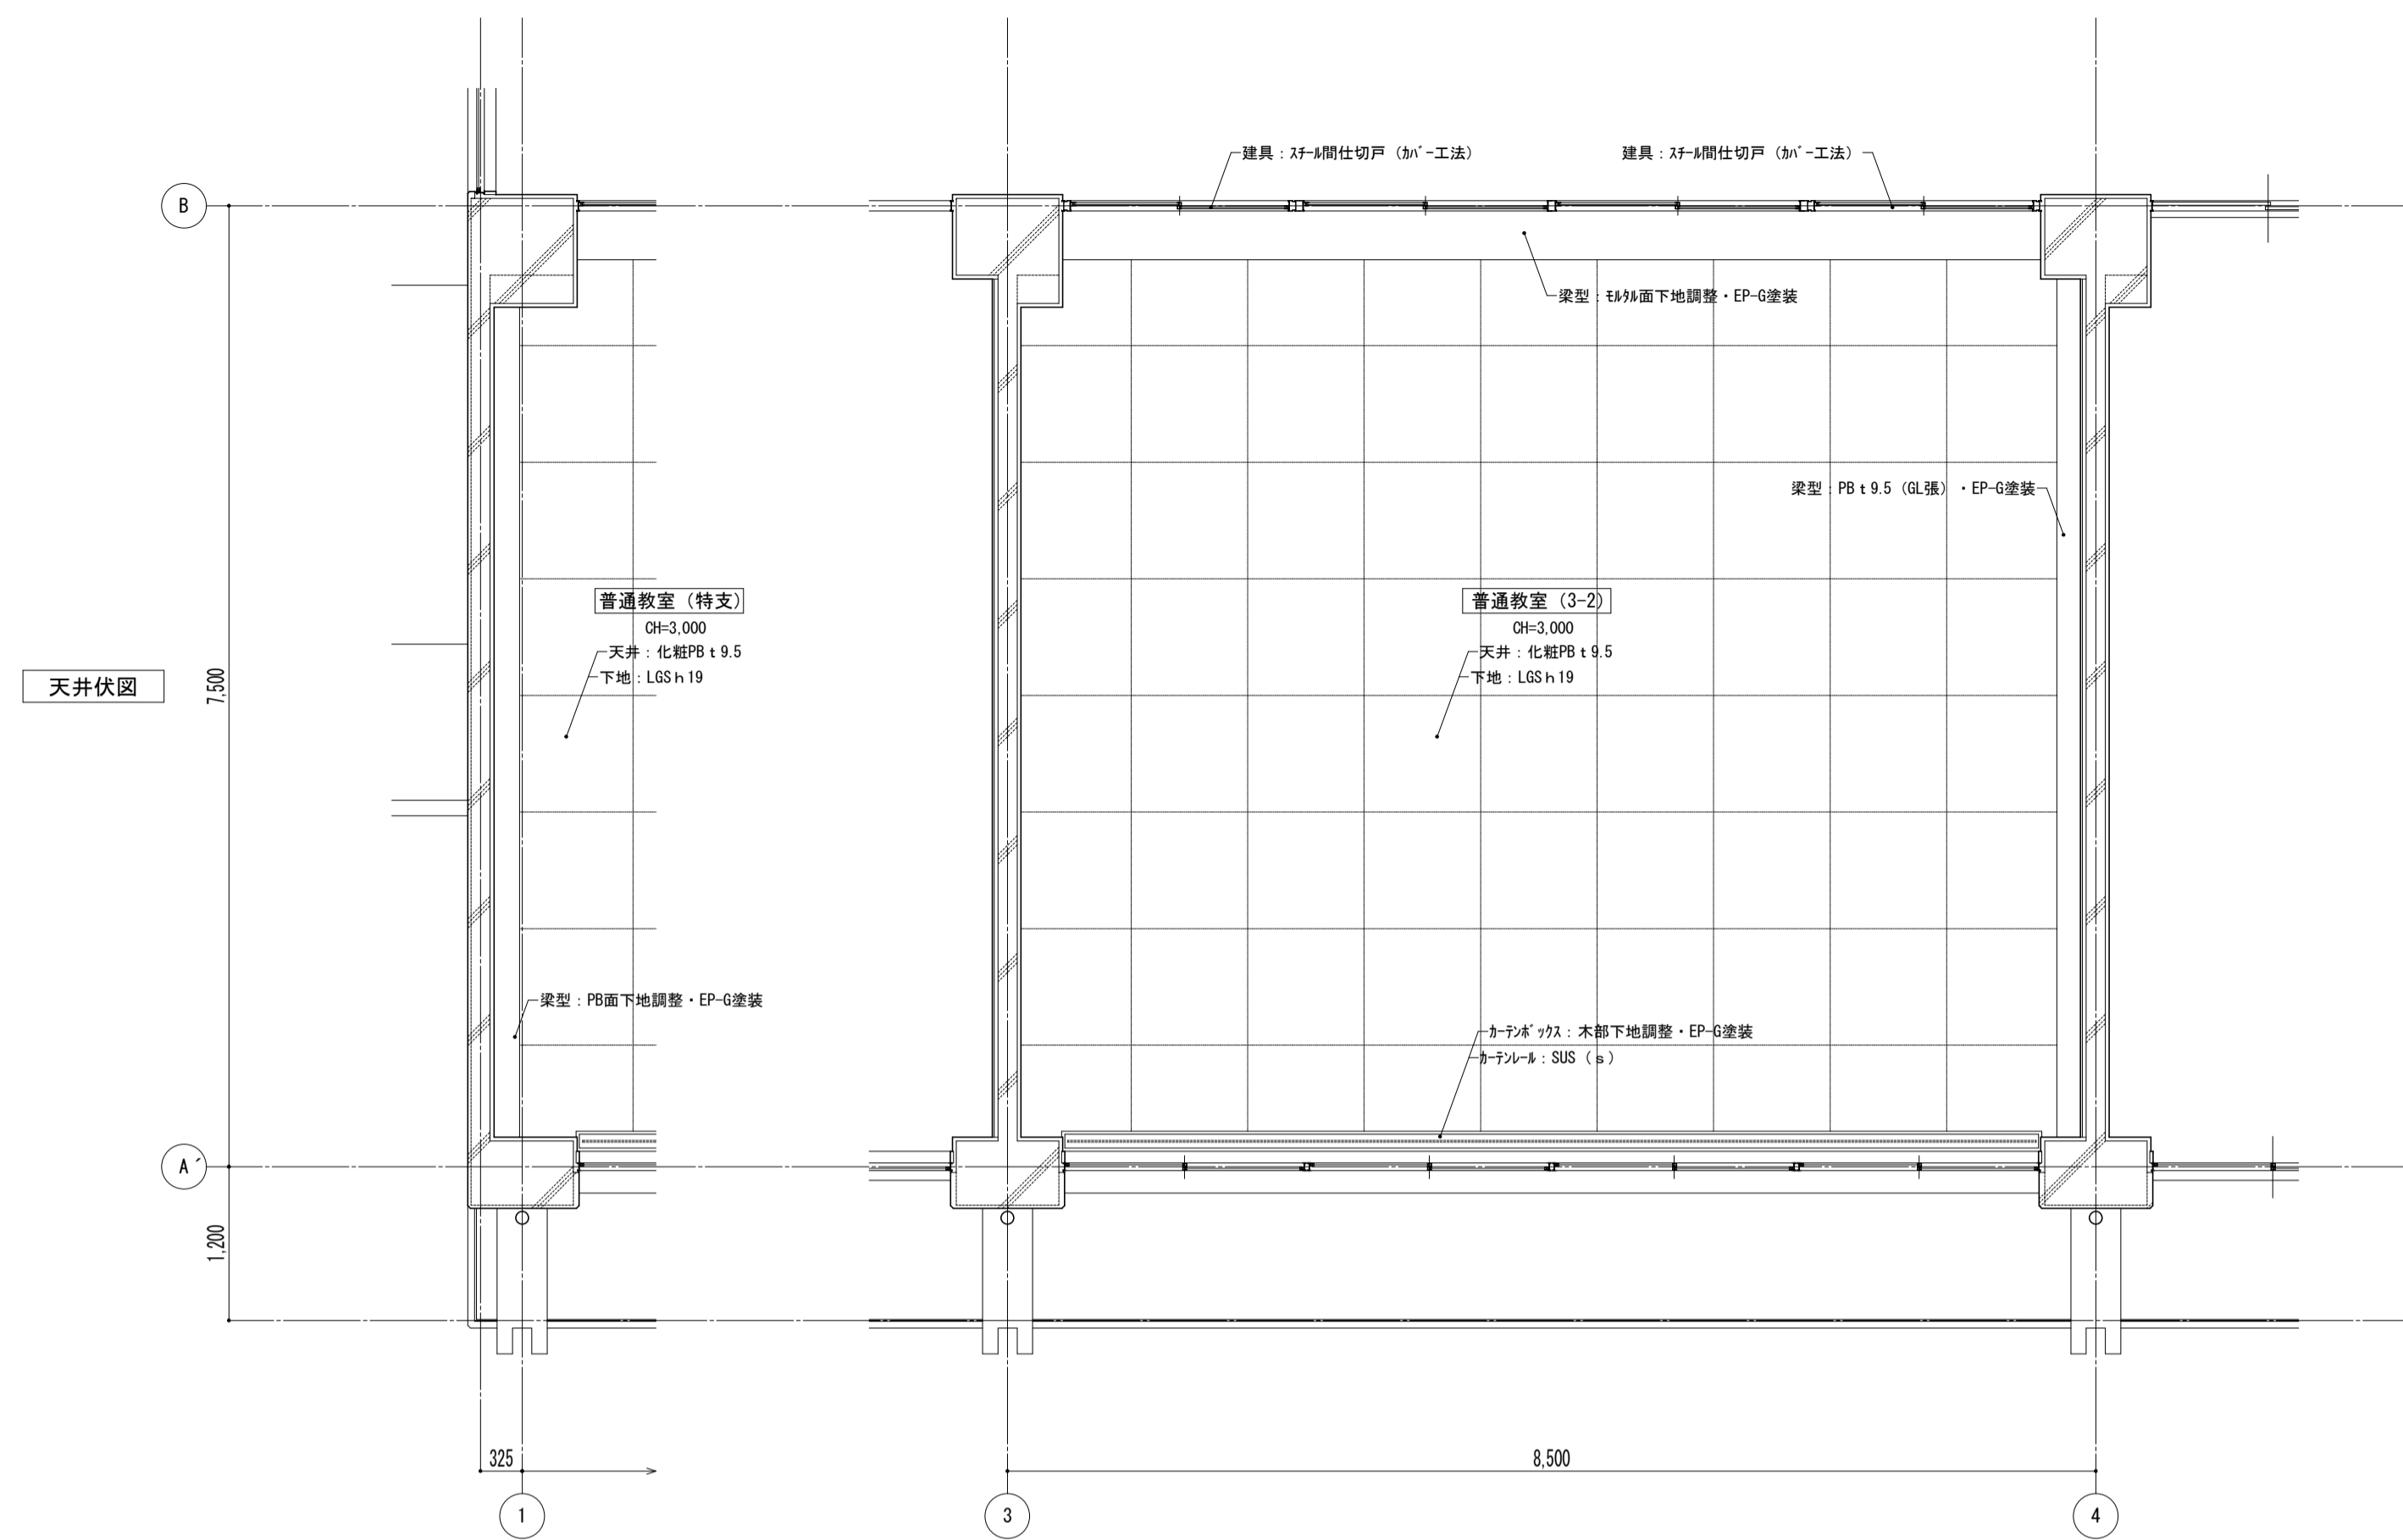 建具：ｽﾁｰﾙ間仕切戸（ｶﾊﾞｰ工法）
建具：ｽﾁｰﾙ間仕切戸（ｶﾊﾞｰ工法）
B
梁型：ﾓﾙﾀﾙ面下地調整・EP-G塗装
梁型：PBｔ9.5（GL張）・EP-G塗装
普通教室（特支）
CH=3,000
天井：化粧PBｔ9.5
下地：LGSｈ19
普通教室（3-2）
CH=3,000
天井：化粧PBｔ9.5
下地：LGSｈ19
天井伏図
7,500
梁型：PB面下地調整・EP-G塗装
ｶｰﾃﾝﾎﾞｯｸｽ：木部下地調整・EP-G塗装
ｶｰﾃﾝﾚｰﾙ：SUS（ｓ）
A´
1,200
325
8,500
1
3
4